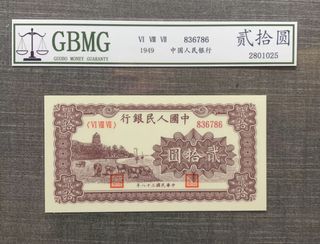 GBMG
GUOBO MONEY GUARANTY
VI VIII VII 836786
1949 中国人民银行
贰拾圆
2801025
行銀民人國中
〈VI VIII VII〉 836786
圓拾貳
年八十三國民華中